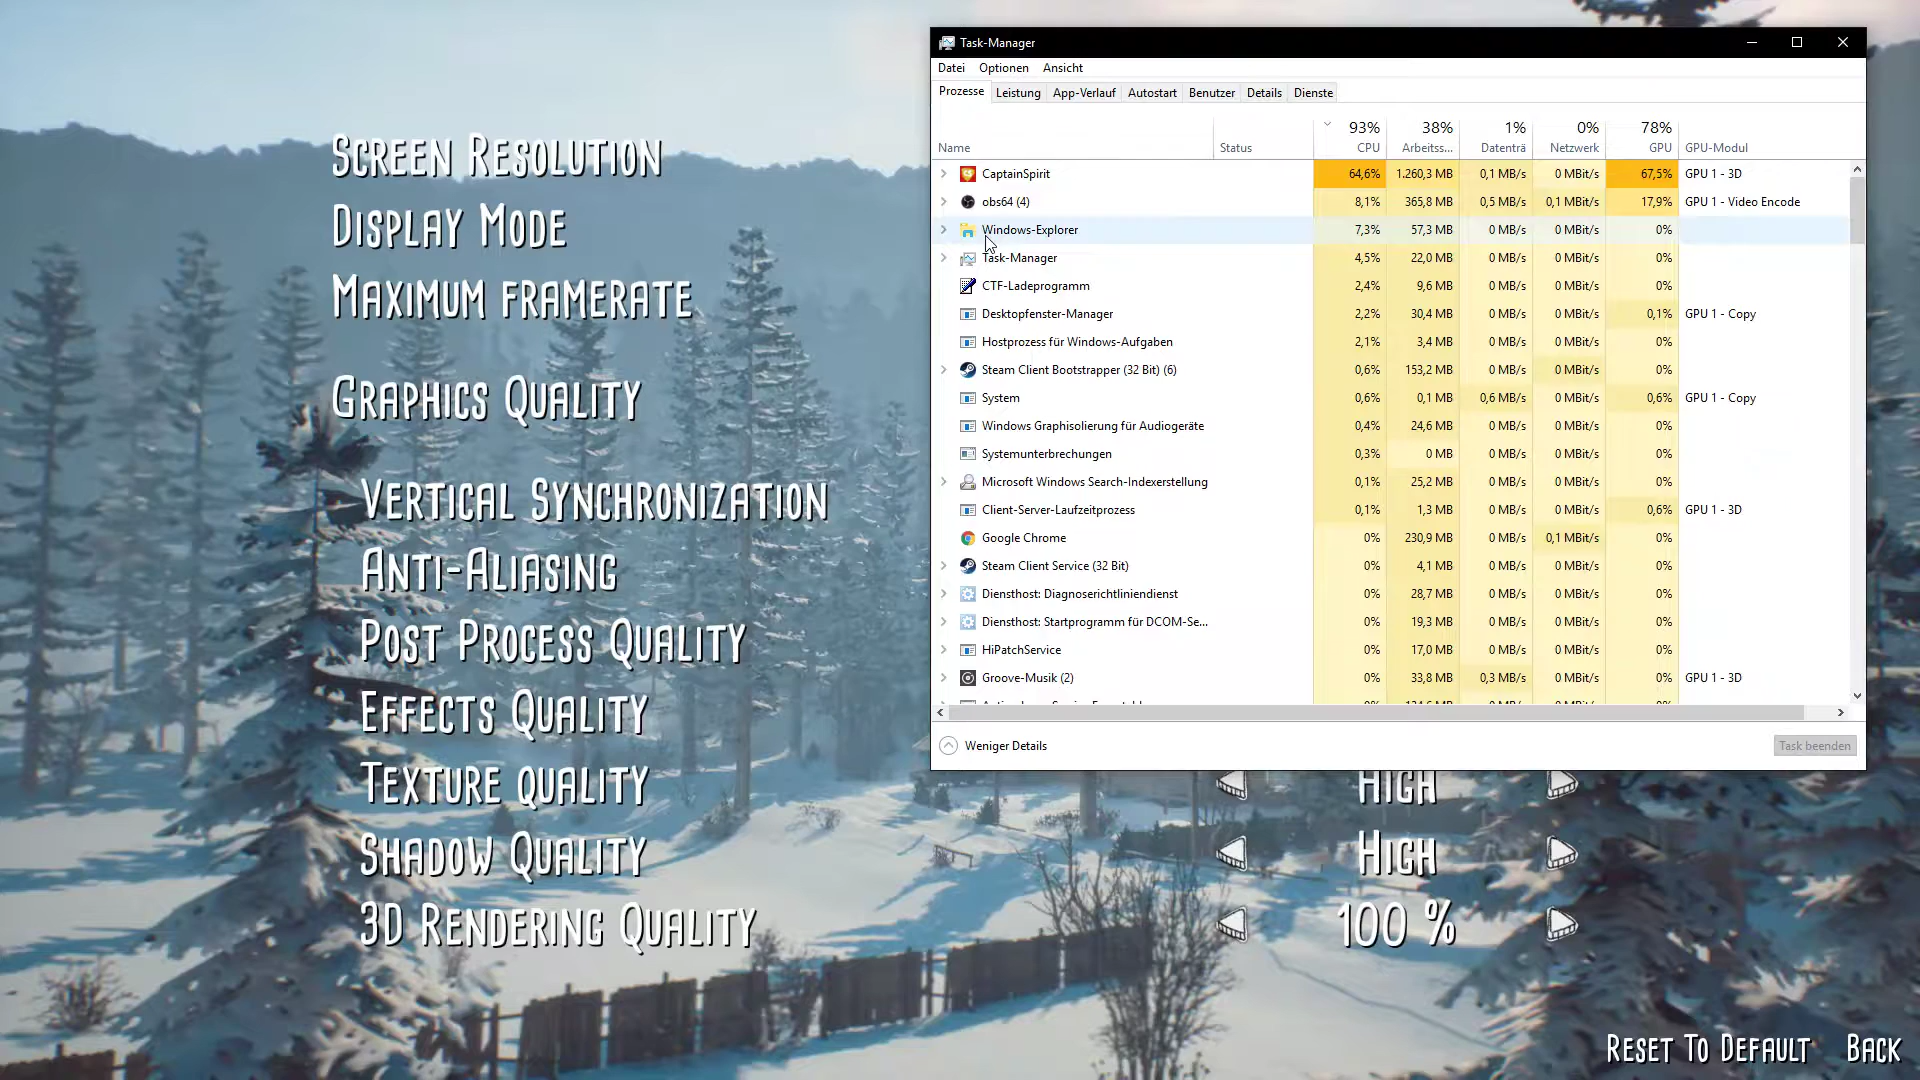 Task-Manager
Datei Optionen Ansicht
Prozesse Leistung App-Verlauf Autostart Benutzer Details Dienste
93% 38% 1% 0% 78%
Name Status CPU Arbeitss... Datenträ Netzwerk GPU GPU-Modul
CaptainSpirit 64,6% 1.260,3 MB 0,1 MB/s 0 MBit/s 67,5% GPU 1 - 3D
obs64 (4) 8,1% 365,8 MB 0,5 MB/s 0,1 MBit/s 17,9% GPU 1 - Video Encode
Windows-Explorer 7,3% 57,3 MB 0 MB/s 0 MBit/s 0%
Task-Manager 4,5% 22,0 MB 0 MB/s 0 MBit/s 0%
CTF-Ladeprogramm 2,4% 9,6 MB 0 MB/s 0 MBit/s 0%
Desktopfenster-Manager 2,2% 30,4 MB 0 MB/s 0 MBit/s 0,1% GPU 1 - Copy
Hostprozess für Windows-Aufgaben 2,1% 3,4 MB 0 MB/s 0 MBit/s 0%
Steam Client Bootstrapper (32 Bit) (6) 0,6% 153,2 MB 0 MB/s 0 MBit/s 0%
System 0,6% 0,1 MB 0,6 MB/s 0 MBit/s 0,6% GPU 1 - Copy
Windows Graphisolierung für Audiogeräte 0,4% 24,6 MB 0 MB/s 0 MBit/s 0%
Systemunterbrechungen 0,3% 0 MB 0 MB/s 0 MBit/s 0%
Microsoft Windows Search-Indexerstellung 0,1% 25,2 MB 0 MB/s 0 MBit/s 0%
Client-Server-Laufzeitprozess 0,1% 1,3 MB 0 MB/s 0 MBit/s 0,6% GPU 1 - 3D
Google Chrome 0% 230,9 MB 0 MB/s 0,1 MBit/s 0%
Steam Client Service (32 Bit) 0% 4,1 MB 0 MB/s 0 MBit/s 0%
Diensthost: Diagnoserichtliniendienst 0% 28,7 MB 0 MB/s 0 MBit/s 0%
Diensthost: Startprogramm für DCOM-Se... 0% 19,3 MB 0 MB/s 0 MBit/s 0%
HiPatchService 0% 17,0 MB 0 MB/s 0 MBit/s 0%
Groove-Musik (2) 0% 33,8 MB 0,3 MB/s 0 MBit/s 0% GPU 1 - 3D
Weniger Details Task beenden
Screen Resolution
Display Mode
Maximum framerate
Graphics Quality
Vertical Synchronization
Anti-Aliasing
Post Process Quality
Effects Quality
Texture quality High
Shadow Quality High
3D Rendering Quality 100 %
Reset To Default Back